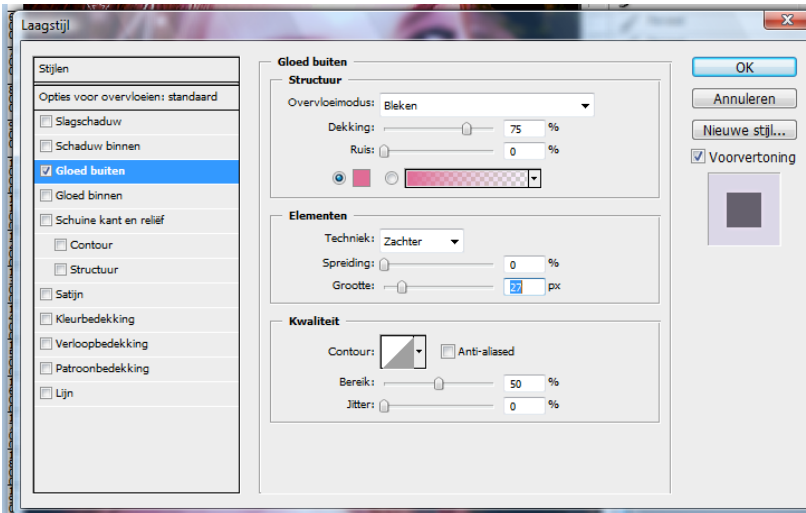 Laagstijl
Stijlen
Opties voor overvloeien: standaard
Slagschaduw
Schaduw binnen
Gloed buiten
Gloed binnen
Schuine kant en reliëf
Contour
Structuur
Satijn
Kleurbedekking
Verloopbedekking
Patroonbedekking
Lijn
Gloed buiten
Structuur
Overvloeimodus: Bleken
Dekking: 75 %
Ruis: 0 %
Elementen
Techniek: Zachter
Spreiding: 0 %
Grootte: 27 px
Kwaliteit
Contour: Anti-aliased
Bereik: 50 %
Jitter: 0 %
OK
Annuleren
Nieuwe stijl...
Voorvertoning